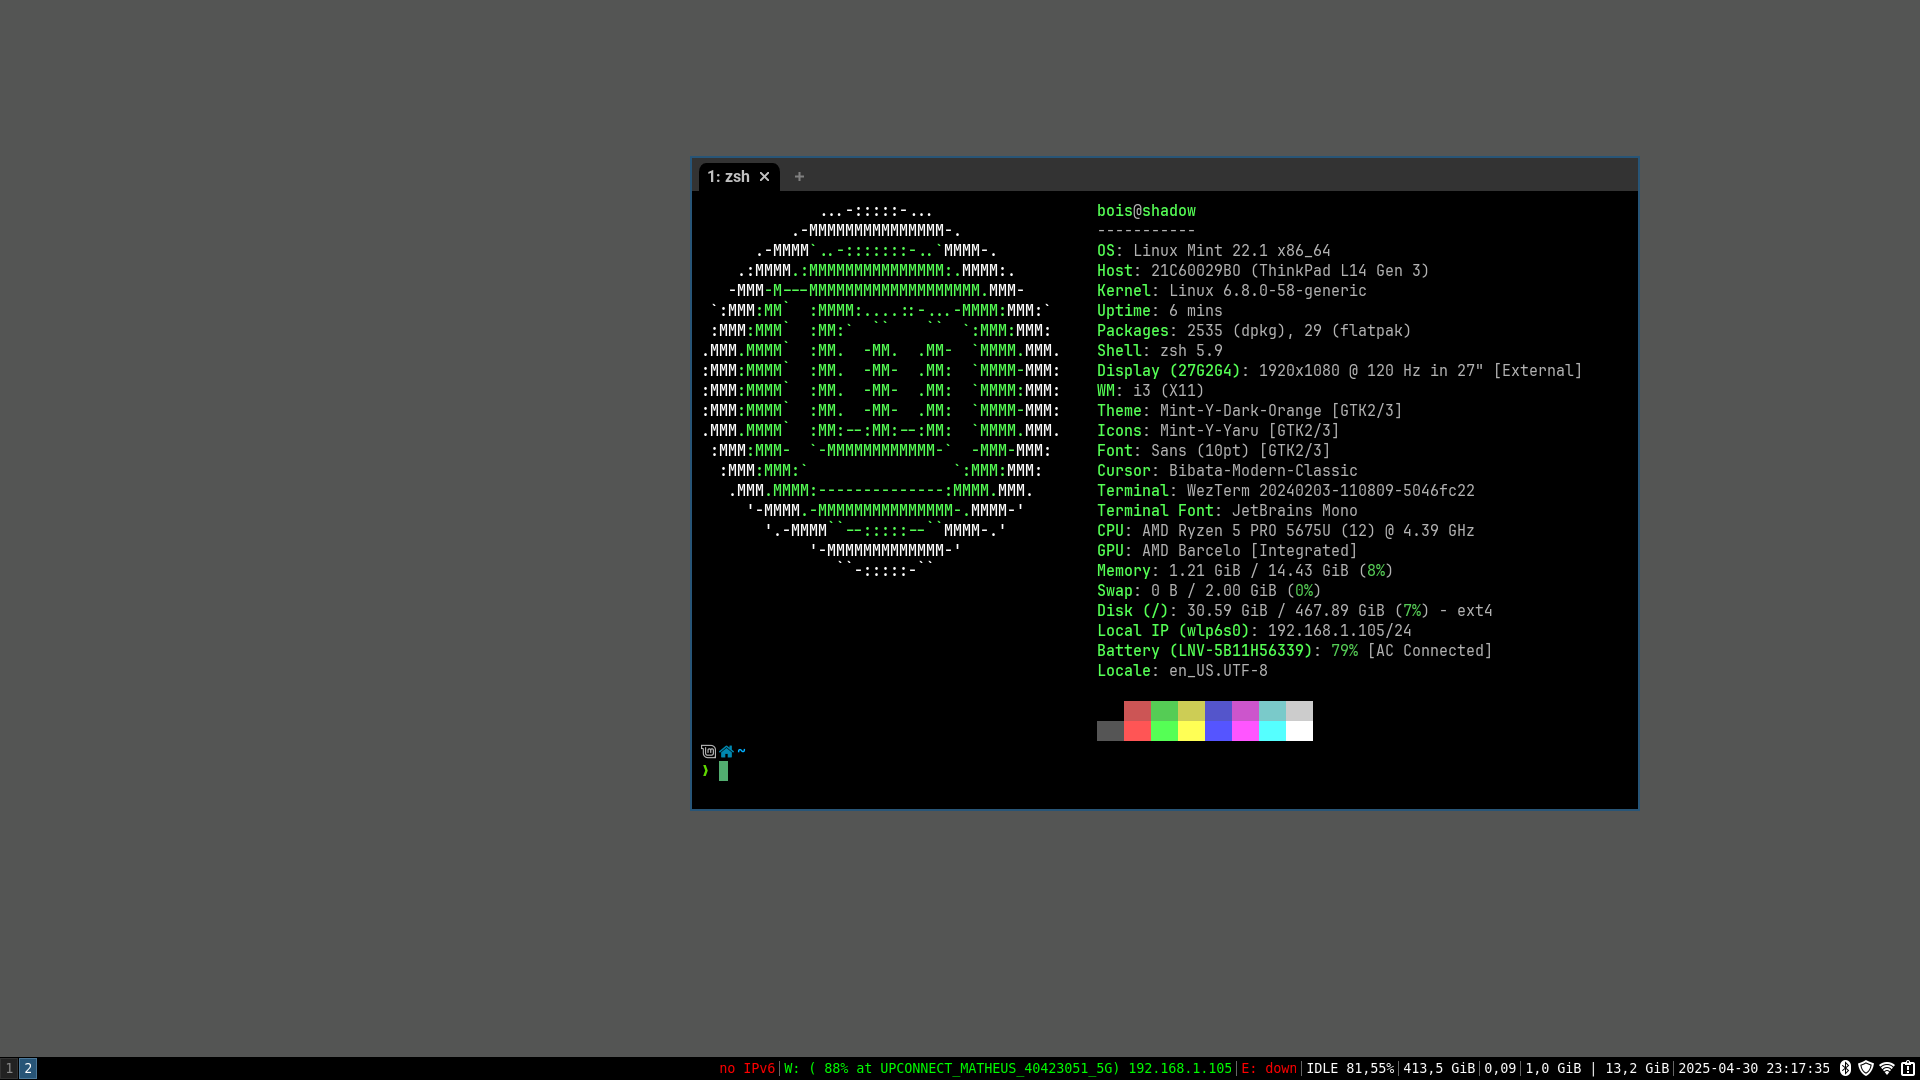 1: zsh ✕ +
...-:::::-...
.-MMMMMMMMMMMMMMM-.
.-MMMM`..-:::::::-..`MMMM-.
.:MMMM.:MMMMMMMMMMMMMMM:.MMMM:.
-MMM-M---MMMMMMMMMMMMMMMMMMM.MMM-
`:MMM:MM`  :MMMM:....::-...-MMMM:MMM:`
:MMM:MMM`  :MM:`  ``    ``  `:MMM:MMM:
.MMM.MMMM`  :MM.  -MM.  .MM-  `MMMM.MMM.
:MMM:MMMM`  :MM.  -MM-  .MM:  `MMMM-MMM:
:MMM:MMMM`  :MM.  -MM-  .MM:  `MMMM:MMM:
:MMM:MMMM`  :MM.  -MM-  .MM:  `MMMM-MMM:
.MMM.MMMM`  :MM:--:MM:--:MM:  `MMMM.MMM.
:MMM:MMM-  `-MMMMMMMMMMMM-`  -MMM-MMM:
:MMM:MMM:`                `:MMM:MMM:
.MMM.MMMM:--------------:MMMM.MMM.
'-MMMM.-MMMMMMMMMMMMMMM-.MMMM-'
'.-MMMM``--:::::--``MMMM-.'
'-MMMMMMMMMMMMM-'
``-:::::-``
bois@shadow
-----------
OS: Linux Mint 22.1 x86_64
Host: 21C60029BO (ThinkPad L14 Gen 3)
Kernel: Linux 6.8.0-58-generic
Uptime: 6 mins
Packages: 2535 (dpkg), 29 (flatpak)
Shell: zsh 5.9
Display (27G2G4): 1920x1080 @ 120 Hz in 27" [External]
WM: i3 (X11)
Theme: Mint-Y-Dark-Orange [GTK2/3]
Icons: Mint-Y-Yaru [GTK2/3]
Font: Sans (10pt) [GTK2/3]
Cursor: Bibata-Modern-Classic
Terminal: WezTerm 20240203-110809-5046fc22
Terminal Font: JetBrains Mono
CPU: AMD Ryzen 5 PRO 5675U (12) @ 4.39 GHz
GPU: AMD Barcelo [Integrated]
Memory: 1.21 GiB / 14.43 GiB (8%)
Swap: 0 B / 2.00 GiB (0%)
Disk (/): 30.59 GiB / 467.89 GiB (7%) - ext4
Local IP (wlp6s0): 192.168.1.105/24
Battery (LNV-5B11H56339): 79% [AC Connected]
Locale: en_US.UTF-8
~
❯
1 2 no IPv6|W: ( 88% at UPCONNECT_MATHEUS_40423051_5G) 192.168.1.105|E: down|IDLE 81,55%|413,5 GiB|0,09|1,0 GiB | 13,2 GiB|2025-04-30 23:17:35